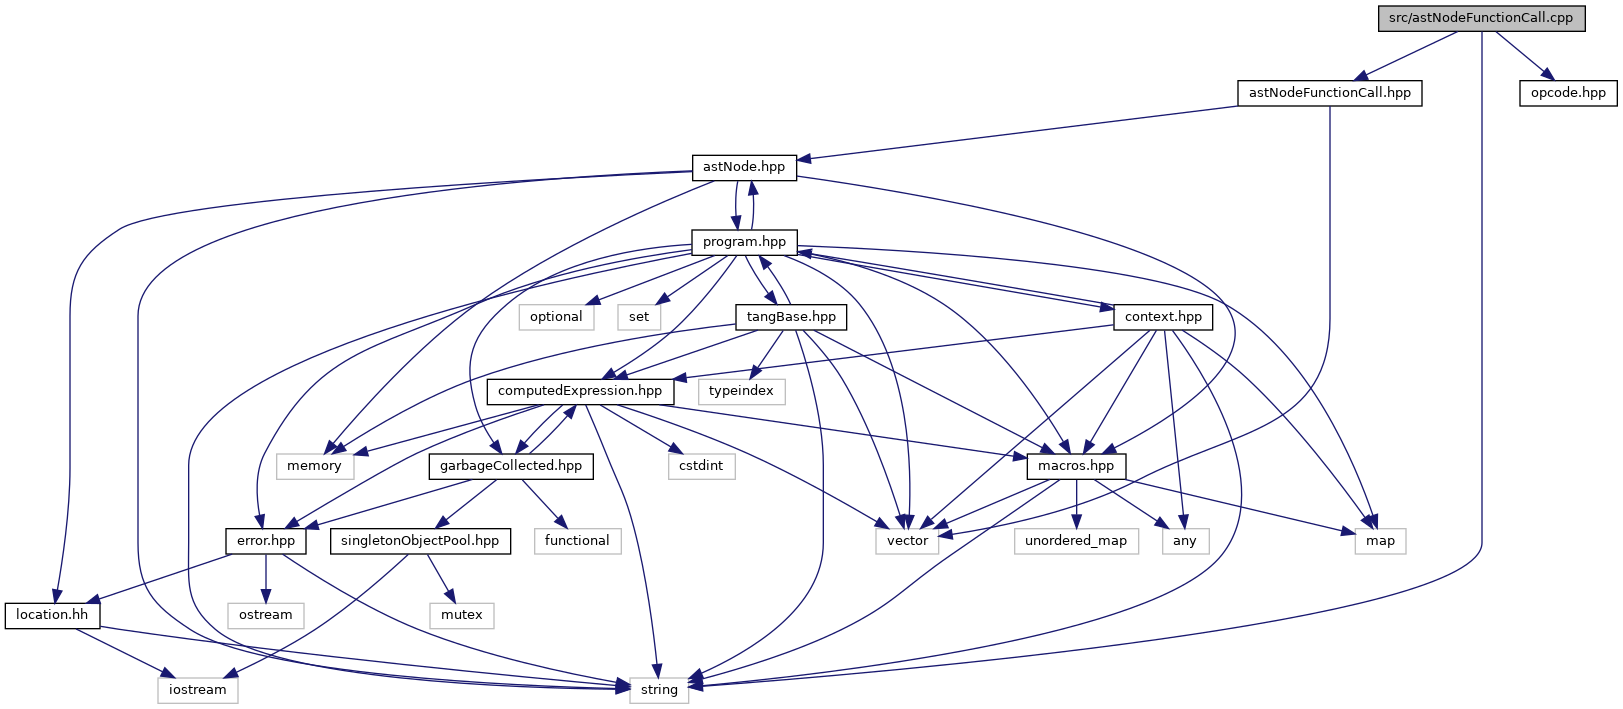 src/astNodeFunctionCall.cpp
astNodeFunctionCall.hpp
opcode.hpp
astNode.hpp
program.hpp
optional
set
tangBase.hpp
context.hpp
computedExpression.hpp
typeindex
memory
garbageCollected.hpp
cstdint
macros.hpp
error.hpp
singletonObjectPool.hpp
functional
vector
unordered_map
any
map
location.hh
ostream
mutex
iostream
string